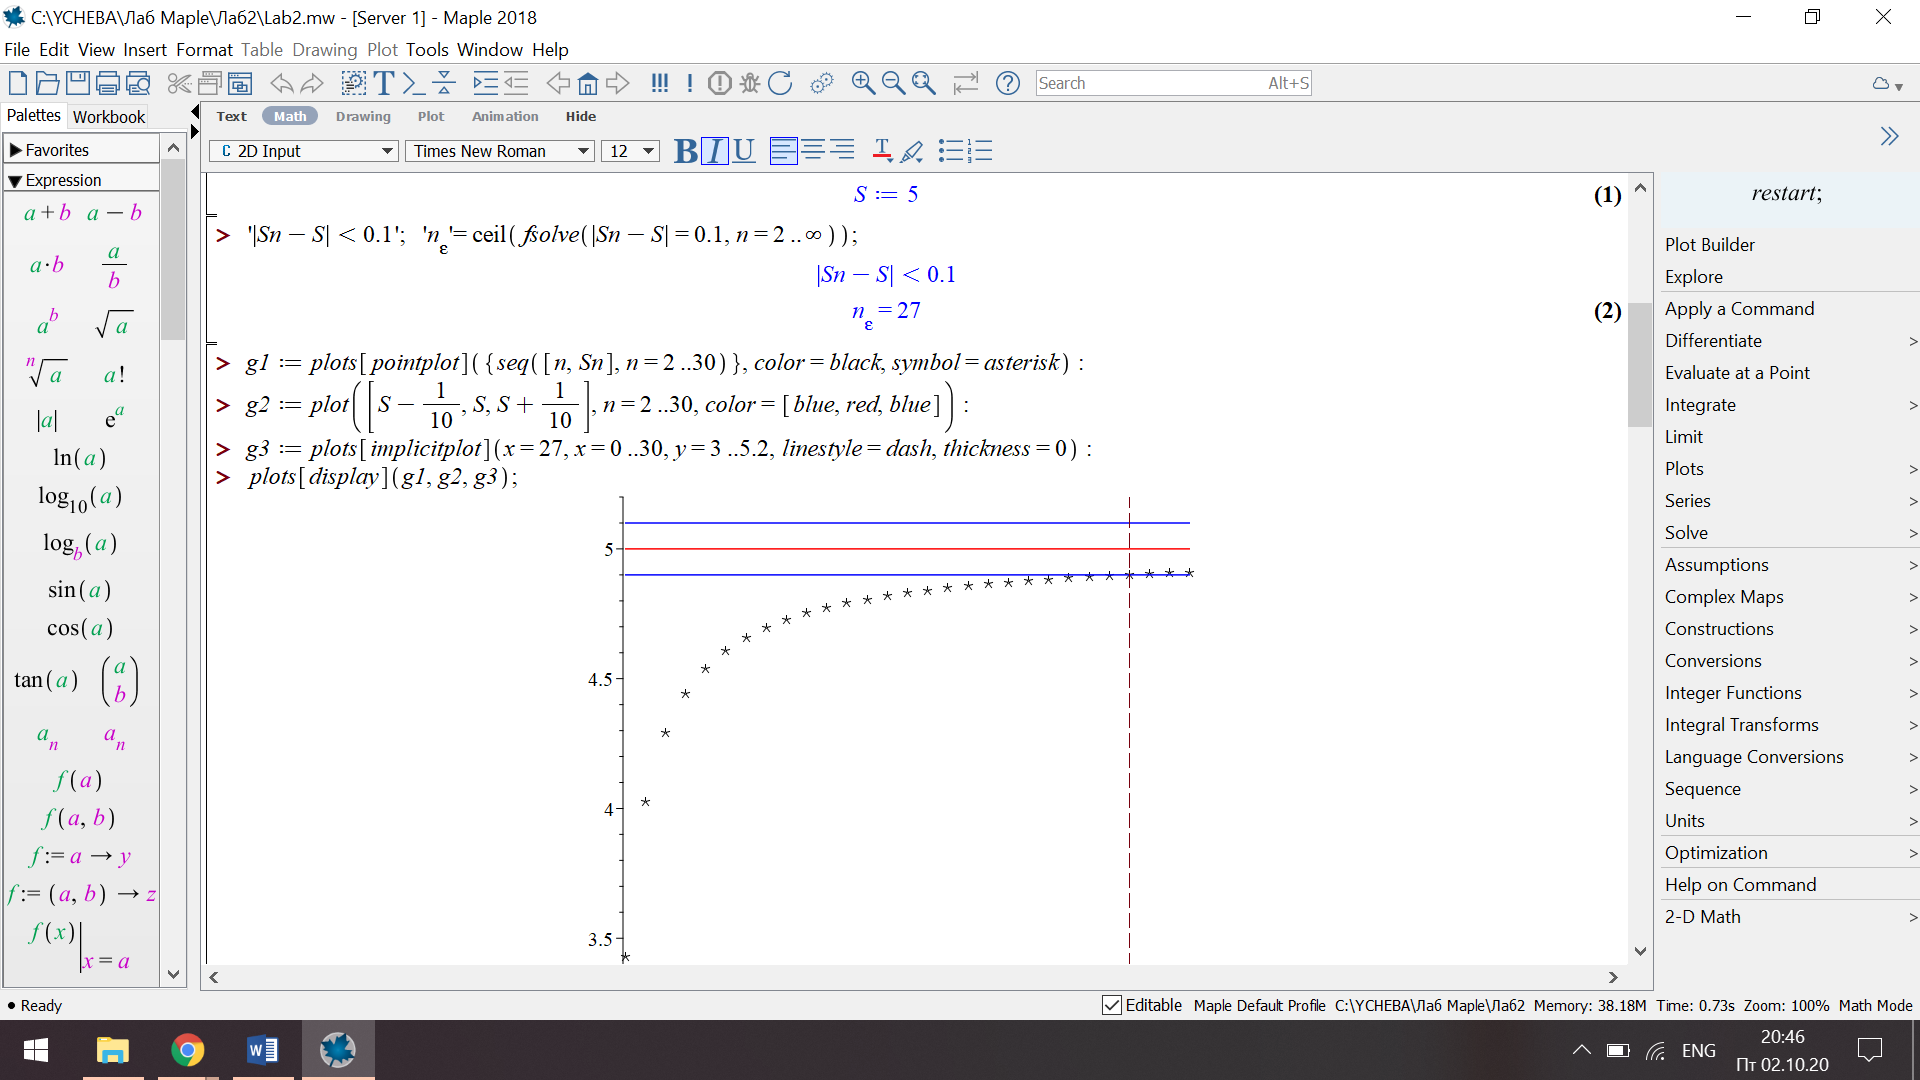 C:\YCHEBA\Лаб Maple\Лаб2\Lab2.mw - [Server 1] - Maple 2018
File Edit View Insert Format Table Drawing Plot Tools Window Help
Search Alt+S
Palettes Workbook
Favorites
Expression
a + b a − b
a·b a/b
a^b √a
ⁿ√a a!
|a| e^a
ln(a)
log₁₀(a)
log_b(a)
sin(a)
cos(a)
tan(a) (a b)
a_n a_n
f(a)
f(a, b)
f := a → y
f := (a, b) → z
f(x)| x = a
Text Math Drawing Plot Animation Hide
C 2D Input Times New Roman 12 B I U
S := 5 (1)
> '|Sn − S| < 0.1'; 'n_ε' = ceil(fsolve(|Sn − S| = 0.1, n = 2 ..∞));
|Sn − S| < 0.1
n_ε = 27 (2)
> g1 := plots[pointplot]({seq([n, Sn], n = 2 ..30)}, color = black, symbol = asterisk) :
> g2 := plot([S − 1/10, S, S + 1/10], n = 2 ..30, color = [blue, red, blue]) :
> g3 := plots[implicitplot](x = 27, x = 0 ..30, y = 3 ..5.2, linestyle = dash, thickness = 0) :
> plots[display](g1, g2, g3);
5
4.5
4
3.5
restart;
Plot Builder
Explore
Apply a Command
Differentiate >
Evaluate at a Point
Integrate >
Limit
Plots >
Series >
Solve >
Assumptions >
Complex Maps >
Constructions >
Conversions >
Integer Functions >
Integral Transforms >
Language Conversions >
Sequence >
Units >
Optimization >
Help on Command
2-D Math >
Ready
Editable Maple Default Profile C:\YCHEBA\Лаб Maple\Лаб2 Memory: 38.18M Time: 0.73s Zoom: 100% Math Mode
ENG
20:46
Пт 02.10.20